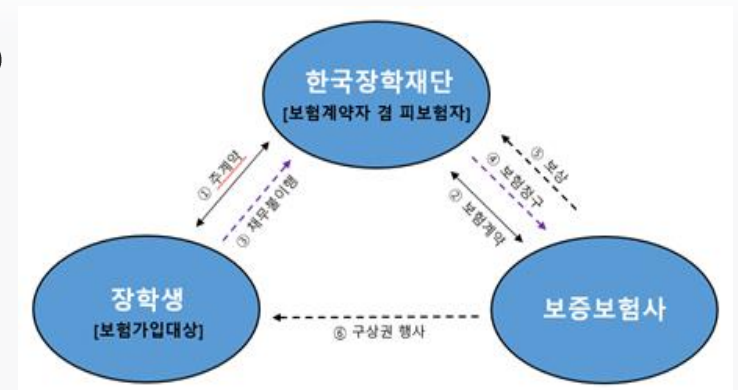 한국장학재단
[보험계약자 겸 피보험자]
① 주계약
③ 채무불이행
⑤ 보상
④ 보험청구
② 보험계약
장학생
[보험가입대상]
보증보험사
⑥ 구상권 행사